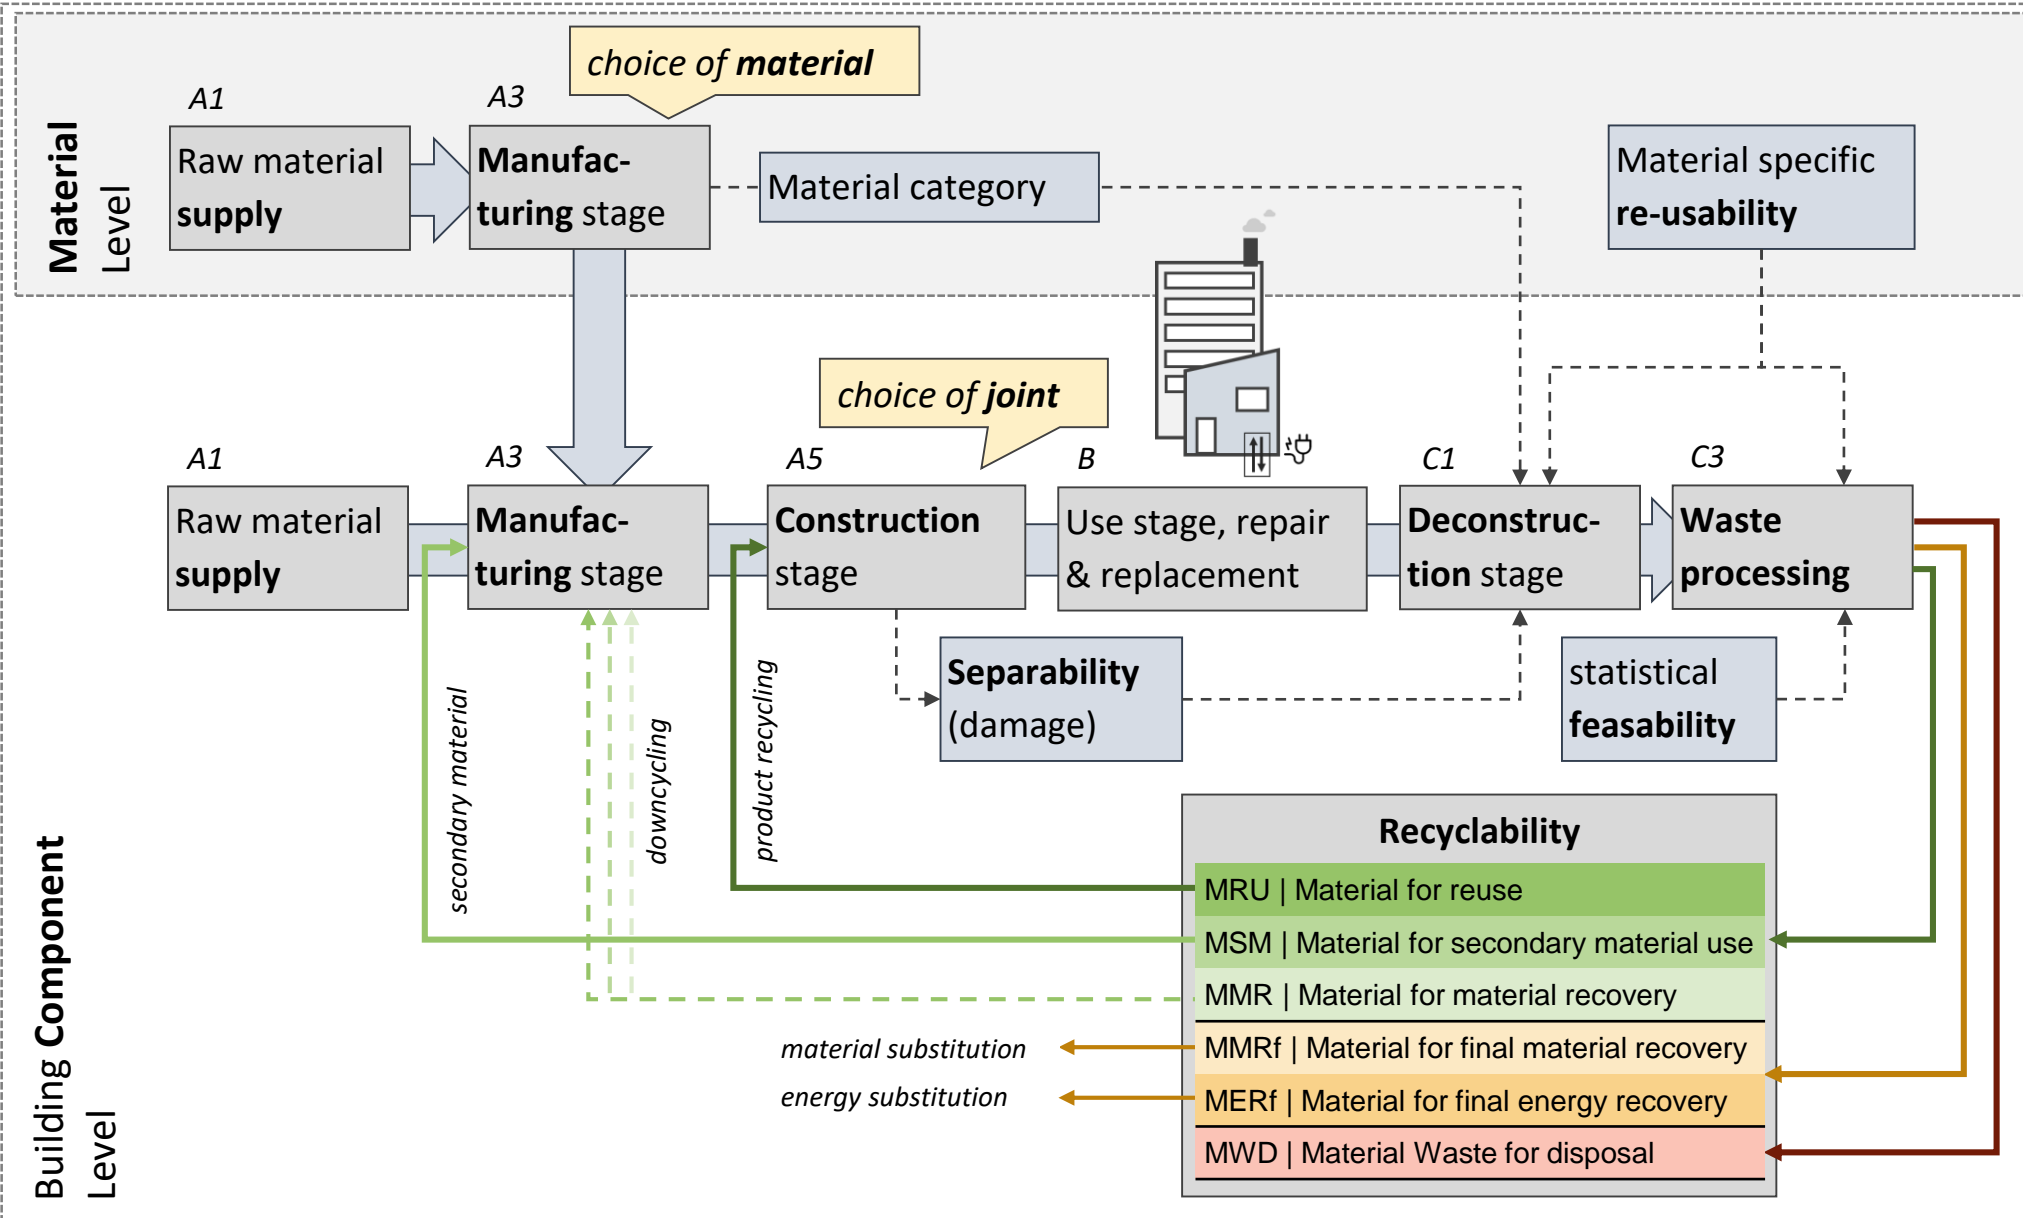 Material
Level
choice of material
A1
A3
Raw material
supply
Manufac-
turing stage
Material category
Material specific
re-usability
choice of joint
Building Component
Level
A1
A3
A5
B
C1
C3
Raw material
supply
Manufac-
turing stage
Construction
stage
Use stage, repair
& replacement
Deconstruc-
tion stage
Waste
processing
Separability
(damage)
statistical
feasability
secondary material
downcycling
product recycling
Recyclability
MRU | Material for reuse
MSM | Material for secondary material use
MMR | Material for material recovery
material substitution
MMRf | Material for final material recovery
energy substitution
MERf | Material for final energy recovery
MWD | Material Waste for disposal